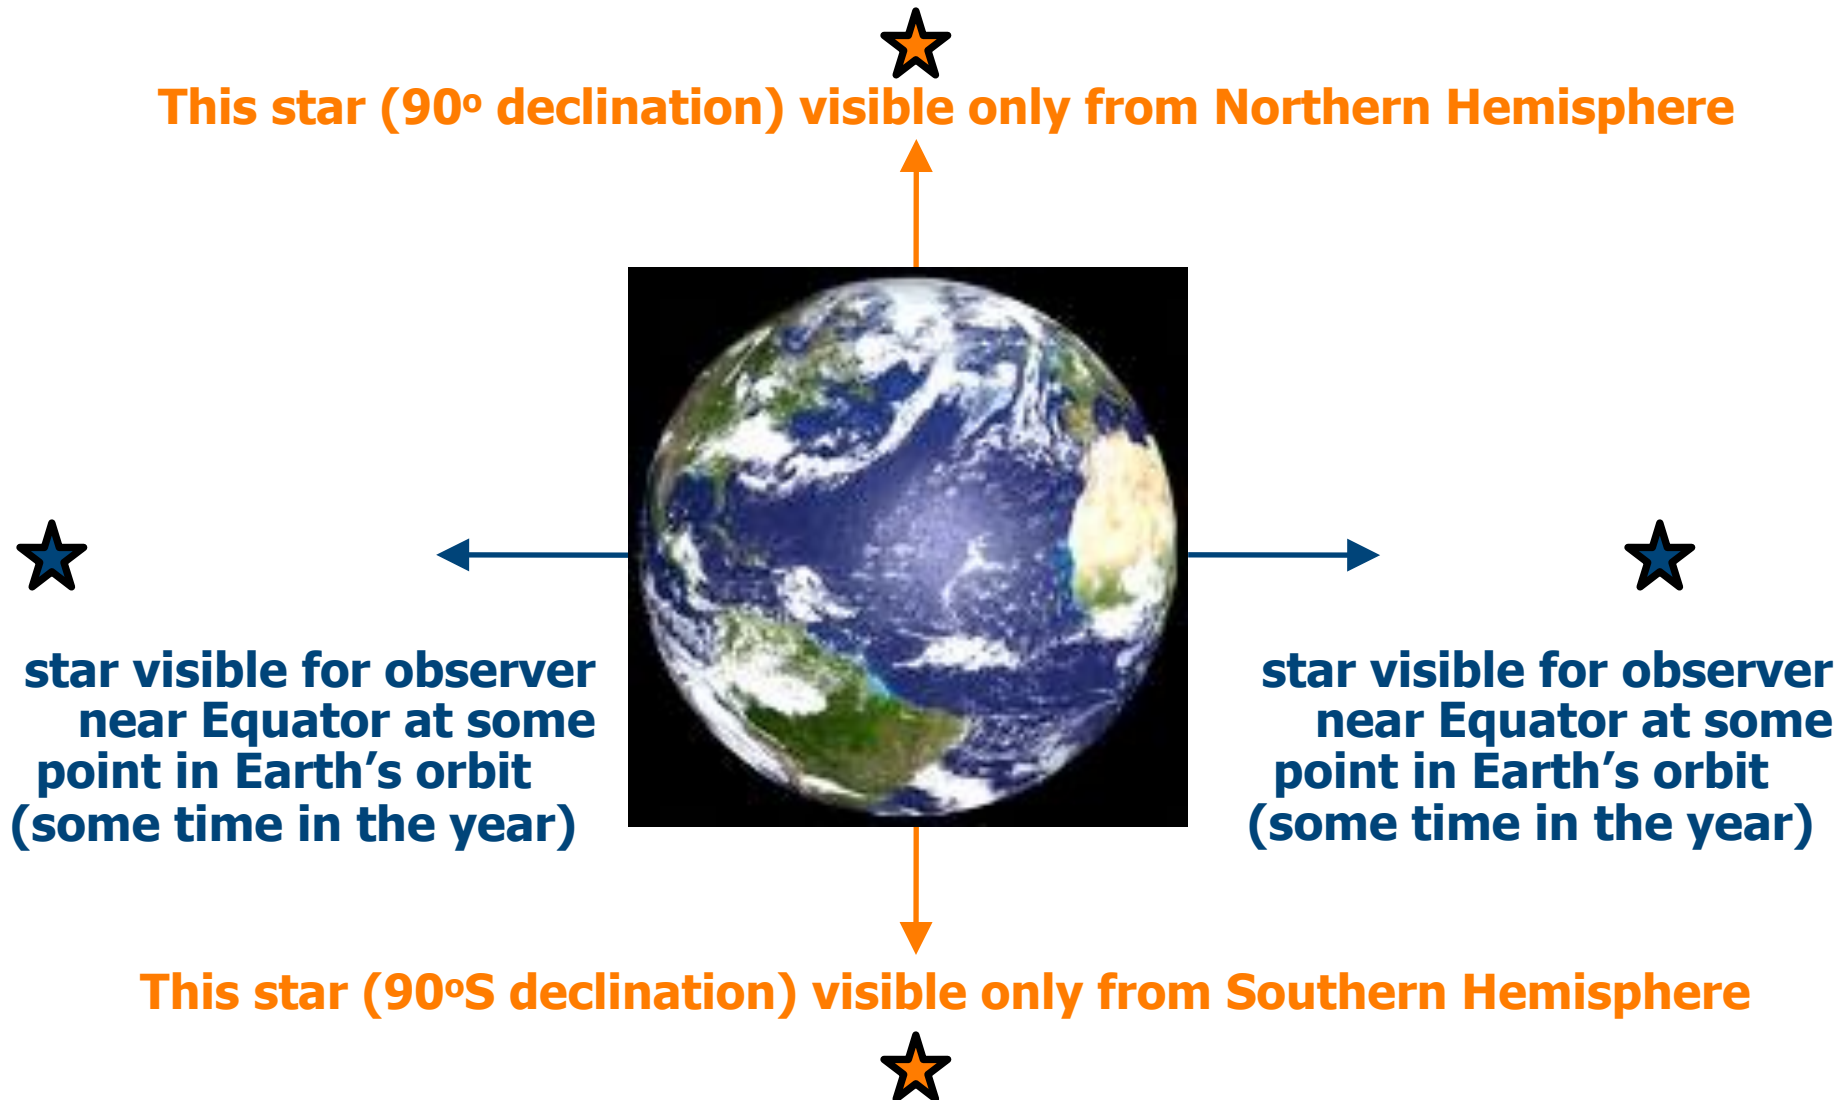 This star (90º declination) visible only from Northern Hemisphere
star visible for observer
near Equator at some
point in Earth’s orbit
(some time in the year)
star visible for observer
near Equator at some
point in Earth’s orbit
(some time in the year)
This star (90ºS declination) visible only from Southern Hemisphere